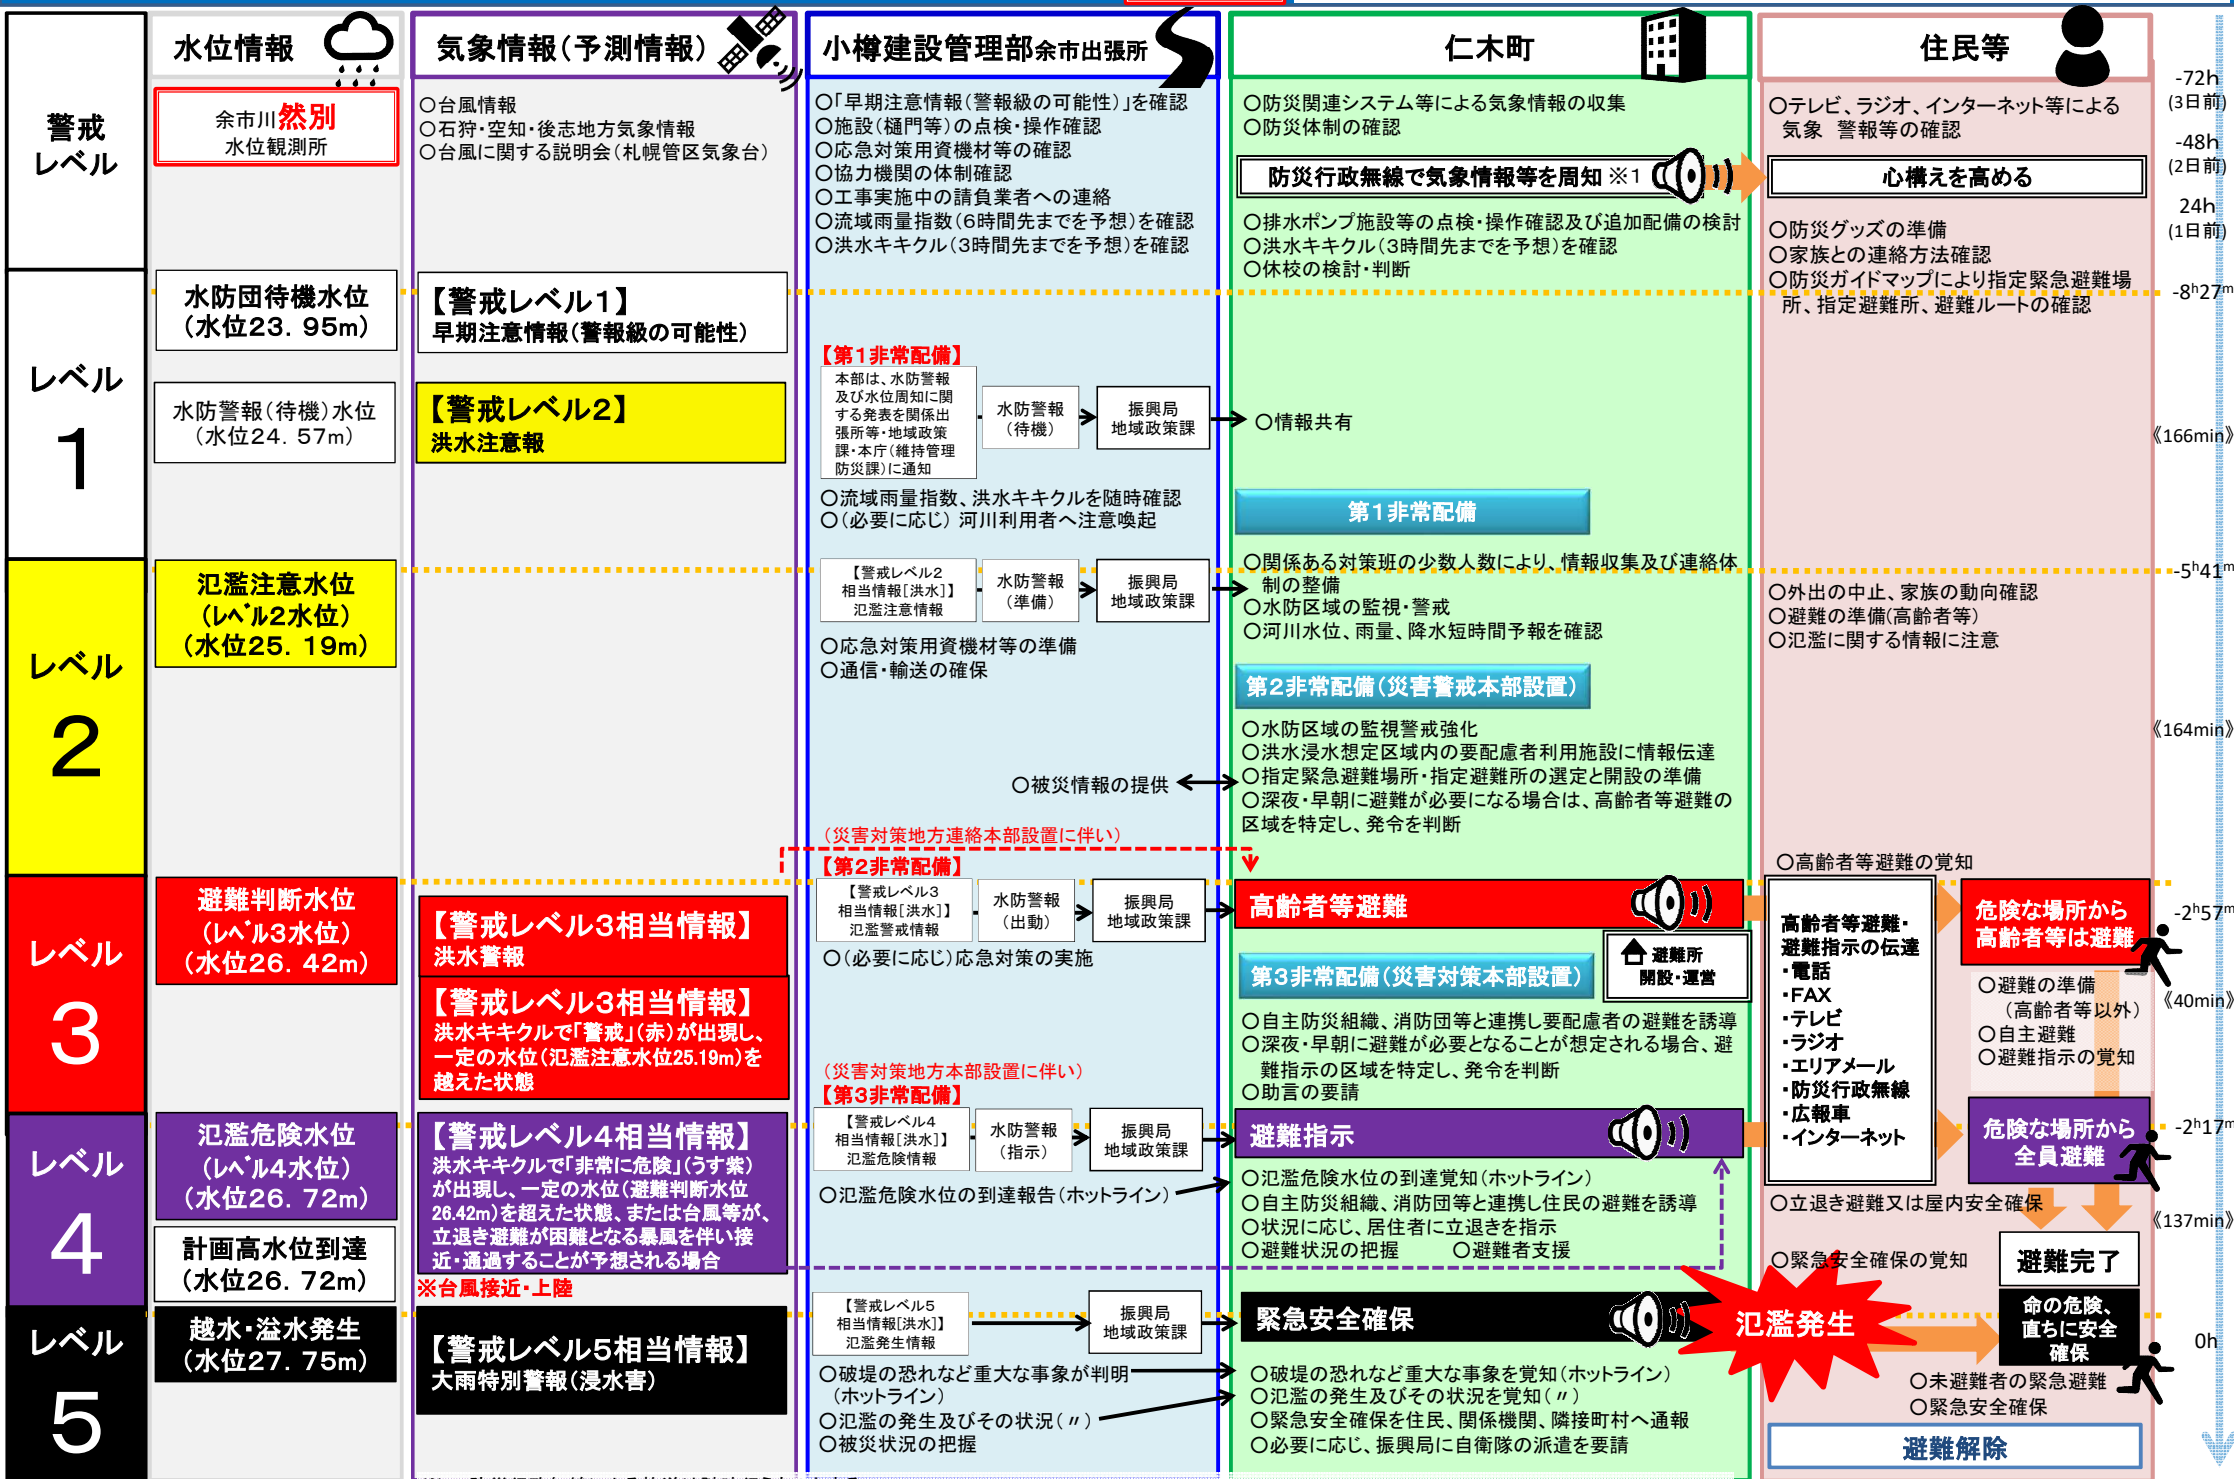 警戒
レベル
水位情報
余市川然別
水位観測所
気象情報(予測情報)
○台風情報
○石狩・空知・後志地方気象情報
○台風に関する説明会(札幌管区気象台)
小樽建設管理部余市出張所
○「早期注意情報(警報級の可能性)」を確認
○施設(樋門等)の点検・操作確認
○応急対策用資機材等の確認
○協力機関の体制確認
○工事実施中の請負業者への連絡
○流域雨量指数(6時間先までを予想)を確認
○洪水キキクル(3時間先までを予想)を確認
仁木町
○防災関連システム等による気象情報の収集
○防災体制の確認
防災行政無線で気象情報等を周知 ※1
○排水ポンプ施設等の点検・操作確認及び追加配備の検討
○洪水キキクル(3時間先までを予想)を確認
○休校の検討・判断
住民等
○テレビ、ラジオ、インターネット等による
気象 警報等の確認
心構えを高める
○防災グッズの準備
○家族との連絡方法確認
○防災ガイドマップにより指定緊急避難場
所、指定避難所、避難ルートの確認
-72h
(3日前)
-48h
(2日前)
24h
(1日前)
-8h27m
レベル
1
水防団待機水位
(水位23. 95m)
水防警報(待機)水位
(水位24. 57m)
【警戒レベル1】
早期注意情報(警報級の可能性)
【警戒レベル2】
洪水注意報
【第1非常配備】
本部は、水防警報
及び水位周知に関
する発表を関係出
張所等・地域政策
課・本庁(維持管理
防災課)に通知
水防警報
(待機)
振興局
地域政策課
○流域雨量指数、洪水キキクルを随時確認
○(必要に応じ) 河川利用者へ注意喚起
○情報共有
第1非常配備
《166min》
レベル
2
氾濫注意水位
(レベル2水位)
(水位25. 19m)
【警戒レベル2
相当情報[洪水]】
氾濫注意情報
水防警報
(準備)
振興局
地域政策課
○応急対策用資機材等の準備
○通信・輸送の確保
○被災情報の提供
○関係ある対策班の少数人数により、情報収集及び連絡体
制の整備
○水防区域の監視・警戒
○河川水位、雨量、降水短時間予報を確認
第2非常配備(災害警戒本部設置)
○水防区域の監視警戒強化
○洪水浸水想定区域内の要配慮者利用施設に情報伝達
○指定緊急避難場所・指定避難所の選定と開設の準備
○深夜・早朝に避難が必要になる場合は、高齢者等避難の
区域を特定し、発令を判断
○外出の中止、家族の動向確認
○避難の準備(高齢者等)
○氾濫に関する情報に注意
○高齢者等避難の覚知
-5h41m
《164min》
レベル
3
避難判断水位
(レベル3水位)
(水位26. 42m)
【警戒レベル3相当情報】
洪水警報
【警戒レベル3相当情報】
洪水キキクルで「警戒」(赤)が出現し、
一定の水位(氾濫注意水位25.19m)を
越えた状態
(災害対策地方連絡本部設置に伴い)
【第2非常配備】
【警戒レベル3
相当情報[洪水]】
氾濫警戒情報
水防警報
(出動)
振興局
地域政策課
○(必要に応じ)応急対策の実施
高齢者等避難
避難所
開設・運営
第3非常配備(災害対策本部設置)
○自主防災組織、消防団等と連携し要配慮者の避難を誘導
○深夜・早朝に避難が必要となることが想定される場合、避
難指示の区域を特定し、発令を判断
○助言の要請
高齢者等避難・
避難指示の伝達
・電話
・FAX
・テレビ
・ラジオ
・エリアメール
・防災行政無線
・広報車
・インターネット
危険な場所から
高齢者等は避難
○避難の準備
(高齢者等以外)
○自主避難
○避難指示の覚知
-2h57m
《40min》
レベル
4
氾濫危険水位
(レベル4水位)
(水位26. 72m)
計画高水位到達
(水位26. 72m)
【警戒レベル4相当情報】
洪水キキクルで「非常に危険」(うす紫)
が出現し、一定の水位(避難判断水位
26.42m)を超えた状態、または台風等が、
立退き避難が困難となる暴風を伴い接
近・通過することが予想される場合
※台風接近・上陸
(災害対策地方本部設置に伴い)
【第3非常配備】
【警戒レベル4
相当情報[洪水]】
氾濫危険情報
水防警報
(指示)
振興局
地域政策課
○氾濫危険水位の到達報告(ホットライン)
避難指示
○氾濫危険水位の到達覚知(ホットライン)
○自主防災組織、消防団等と連携し住民の避難を誘導
○状況に応じ、居住者に立退きを指示
○避難状況の把握 ○避難者支援
危険な場所から
全員避難
○立退き避難又は屋内安全確保
○緊急安全確保の覚知
避難完了
-2h17m
《137min》
レベル
5
越水・溢水発生
(水位27. 75m)
【警戒レベル5相当情報】
大雨特別警報(浸水害)
【警戒レベル5
相当情報[洪水]】
氾濫発生情報
振興局
地域政策課
○破堤の恐れなど重大な事象が判明
(ホットライン)
○氾濫の発生及びその状況(〃)
○被災状況の把握
緊急安全確保
○破堤の恐れなど重大な事象を覚知(ホットライン)
○氾濫の発生及びその状況を覚知(〃)
○緊急安全確保を住民、関係機関、隣接町村へ通報
○必要に応じ、振興局に自衛隊の派遣を要請
氾濫発生
命の危険、
直ちに安全
確保
○未避難者の緊急避難
○緊急安全確保
避難解除
0h